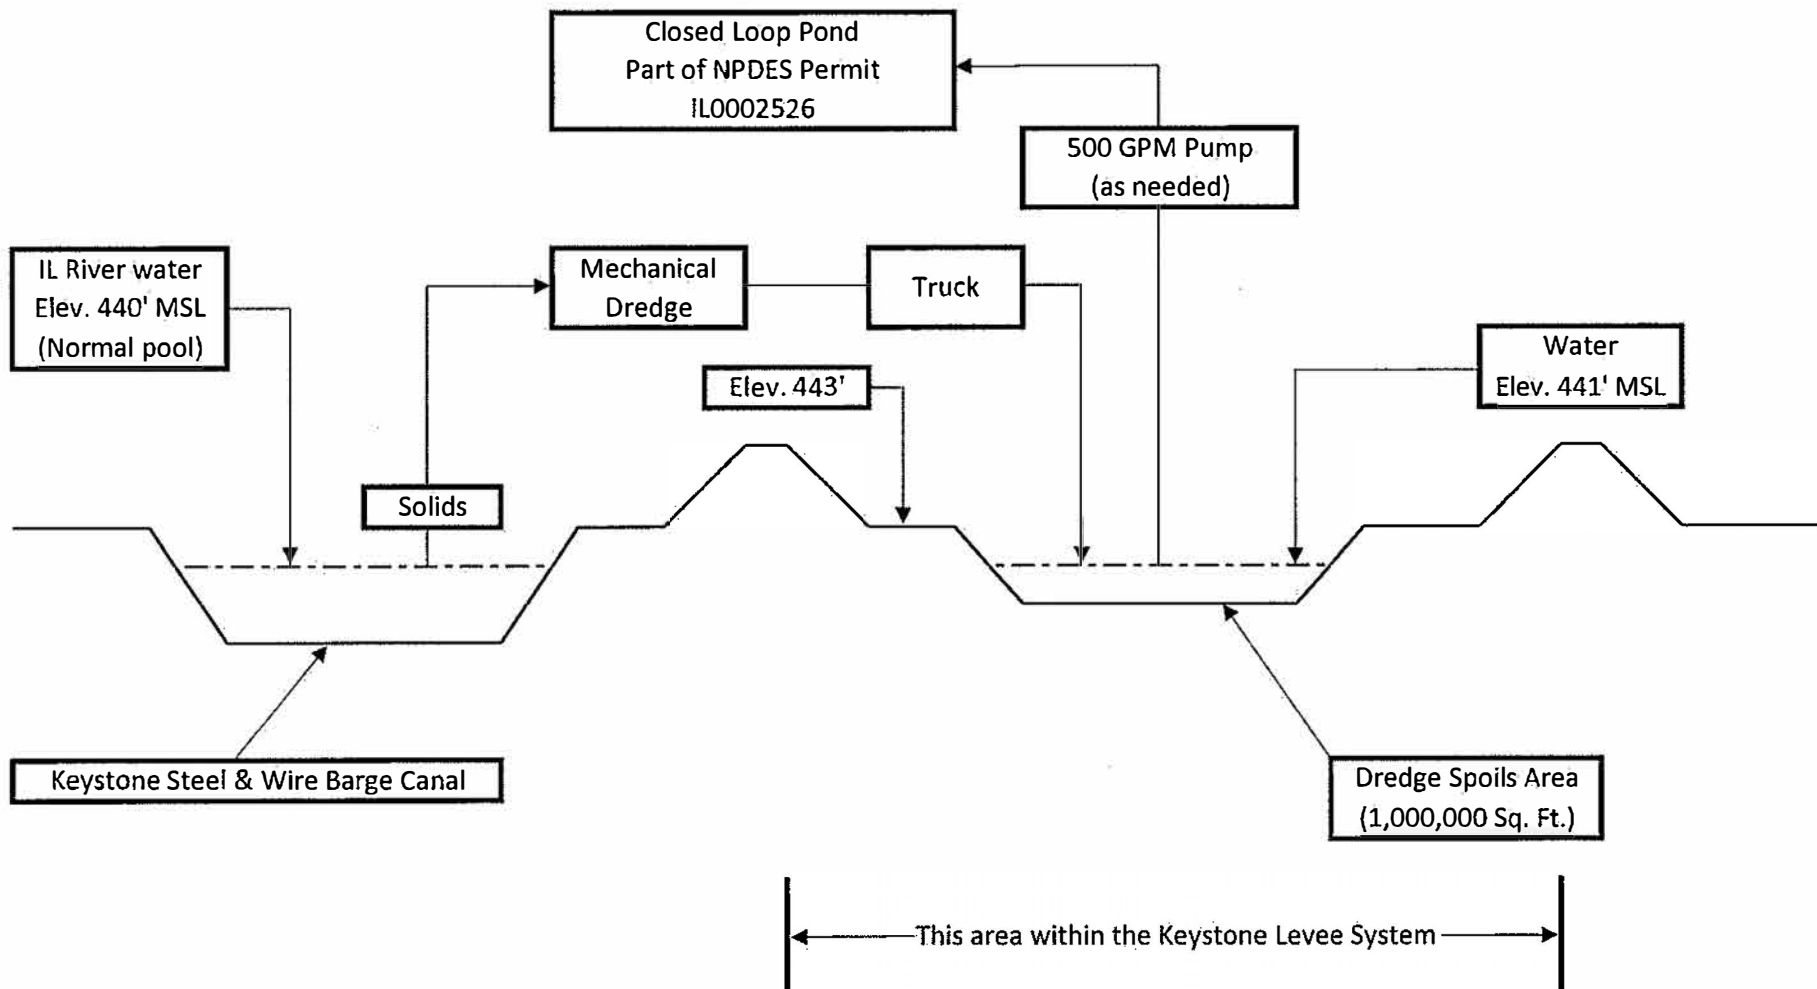 Closed Loop Pond
Part of NPDES Permit
IL0002526
500 GPM Pump
(as needed)
IL River water
Elev. 440' MSL
(Normal pool)
Mechanical
Dredge
Truck
Elev. 443'
Water
Elev. 441' MSL
Solids
Keystone Steel & Wire Barge Canal
Dredge Spoils Area
(1,000,000 Sq. Ft.)
This area within the Keystone Levee System